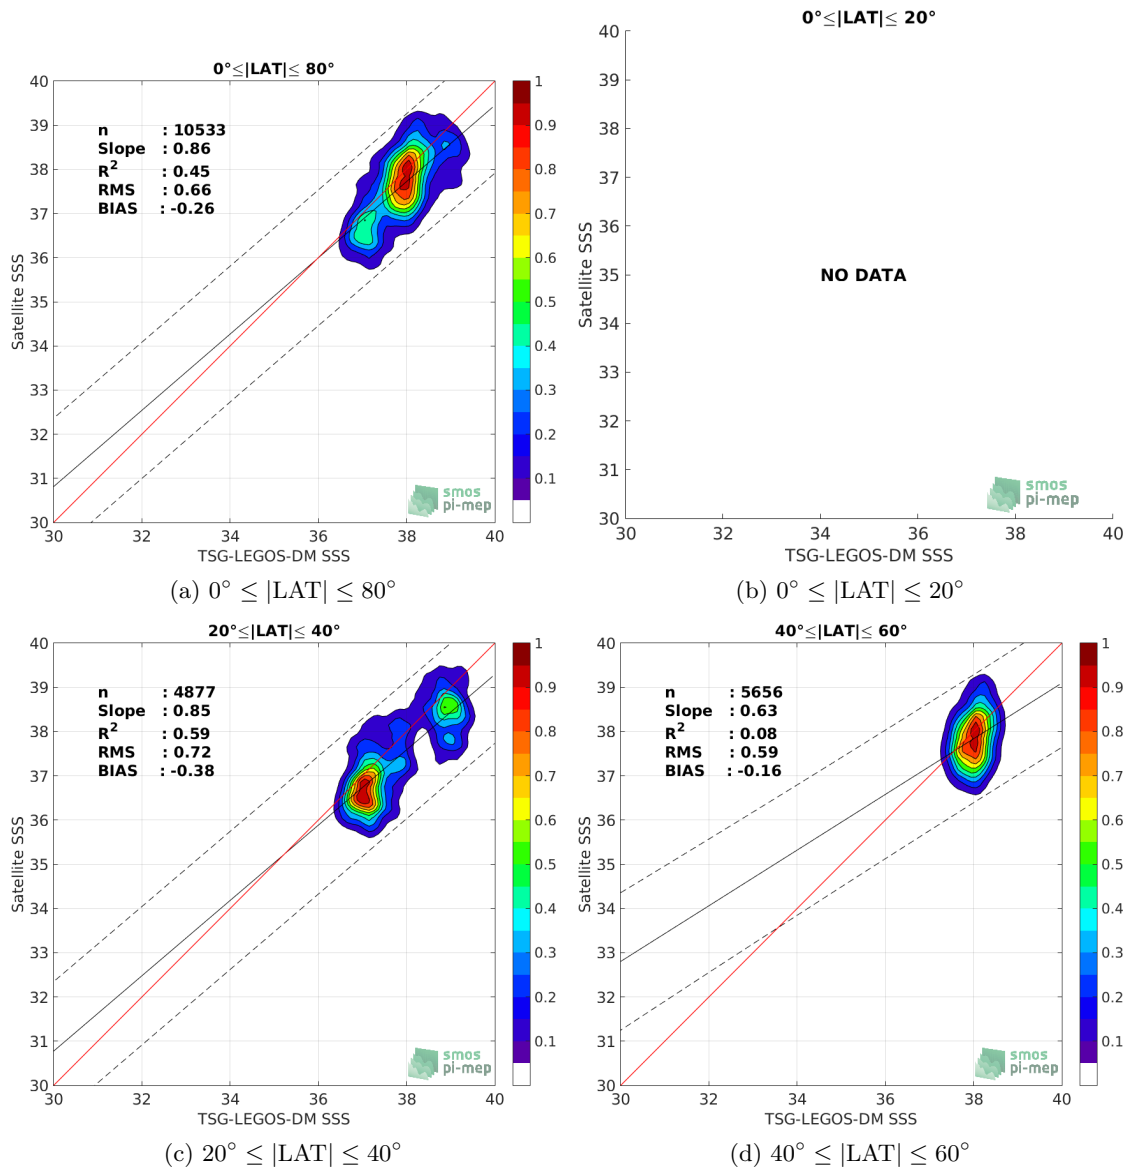 0°≤|LAT|≤ 80°
n : 10533
Slope : 0.86
R² : 0.45
RMS : 0.66
BIAS : -0.26
Satellite SSS
40
39
38
37
36
35
34
33
32
31
30
30 32 34 36 38 40
TSG-LEGOS-DM SSS
1
0.9
0.8
0.7
0.6
0.5
0.4
0.3
0.2
0.1
smos
pi-mep
(a) 0° ≤ |LAT| ≤ 80°
0°≤|LAT|≤ 20°
NO DATA
Satellite SSS
40
39
38
37
36
35
34
33
32
31
30
30 32 34 36 38 40
TSG-LEGOS-DM SSS
smos
pi-mep
(b) 0° ≤ |LAT| ≤ 20°
20°≤|LAT|≤ 40°
n : 4877
Slope : 0.85
R² : 0.59
RMS : 0.72
BIAS : -0.38
Satellite SSS
40
39
38
37
36
35
34
33
32
31
30
30 32 34 36 38 40
TSG-LEGOS-DM SSS
1
0.9
0.8
0.7
0.6
0.5
0.4
0.3
0.2
0.1
smos
pi-mep
(c) 20° ≤ |LAT| ≤ 40°
40°≤|LAT|≤ 60°
n : 5656
Slope : 0.63
R² : 0.08
RMS : 0.59
BIAS : -0.16
Satellite SSS
40
39
38
37
36
35
34
33
32
31
30
30 32 34 36 38 40
TSG-LEGOS-DM SSS
1
0.9
0.8
0.7
0.6
0.5
0.4
0.3
0.2
0.1
smos
pi-mep
(d) 40° ≤ |LAT| ≤ 60°